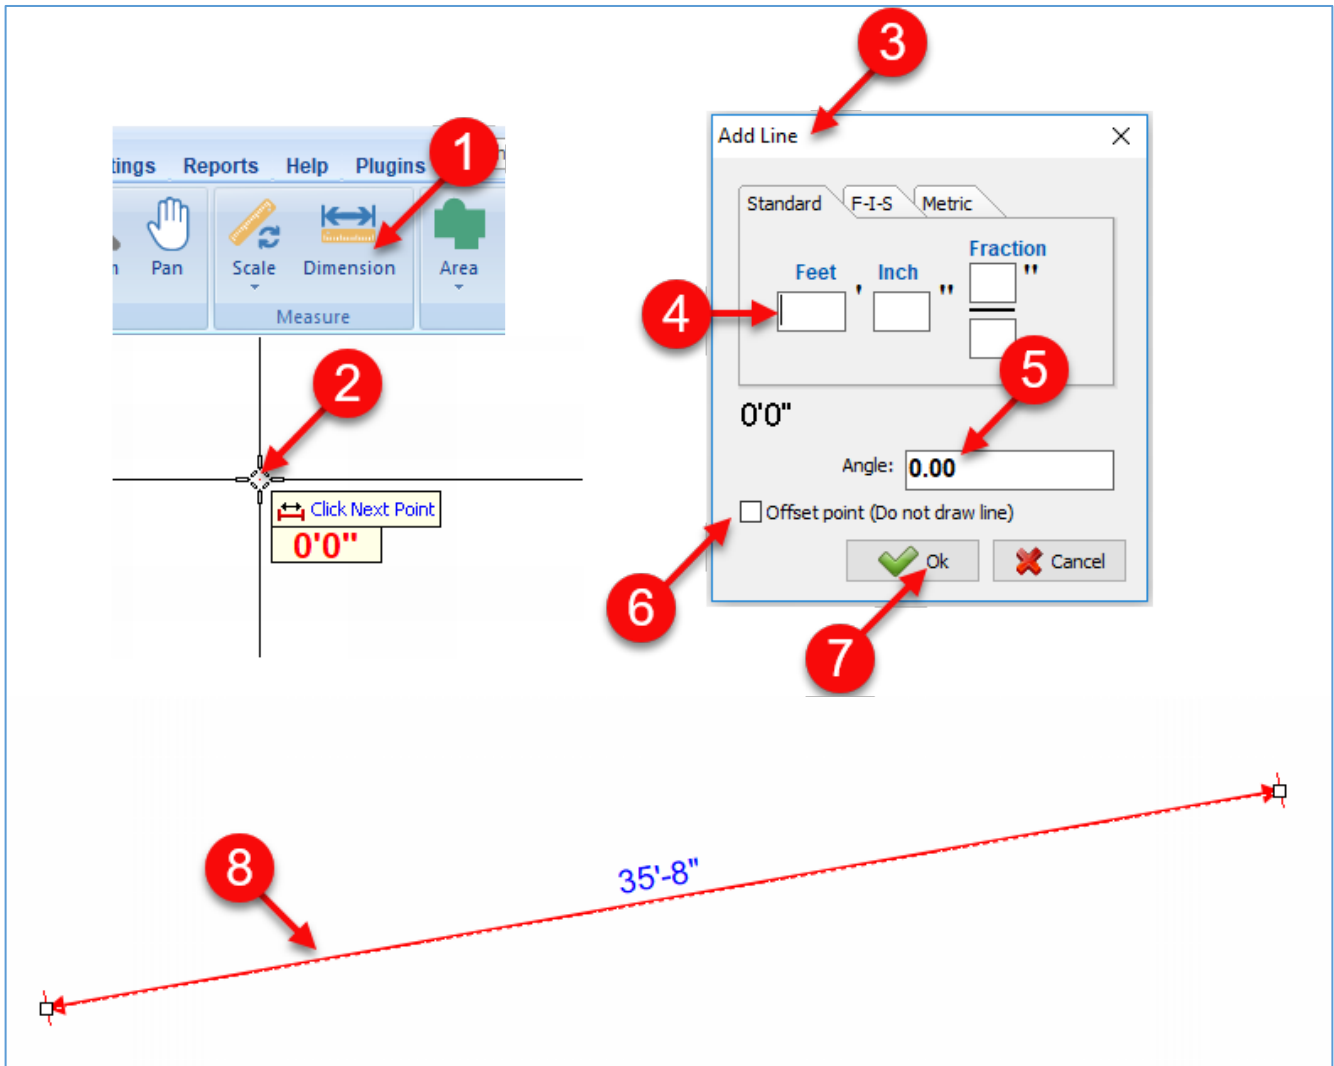 3
1
tings Reports Help Plugins
Pan Scale Dimension Area
Measure
2
Click Next Point
0'0"
Add Line
Standard F-I-S Metric
Fraction
Feet Inch "
' "
4
5
0'0"
Angle: 0.00
Offset point (Do not draw line)
Ok Cancel
6
7
8
35'-8"